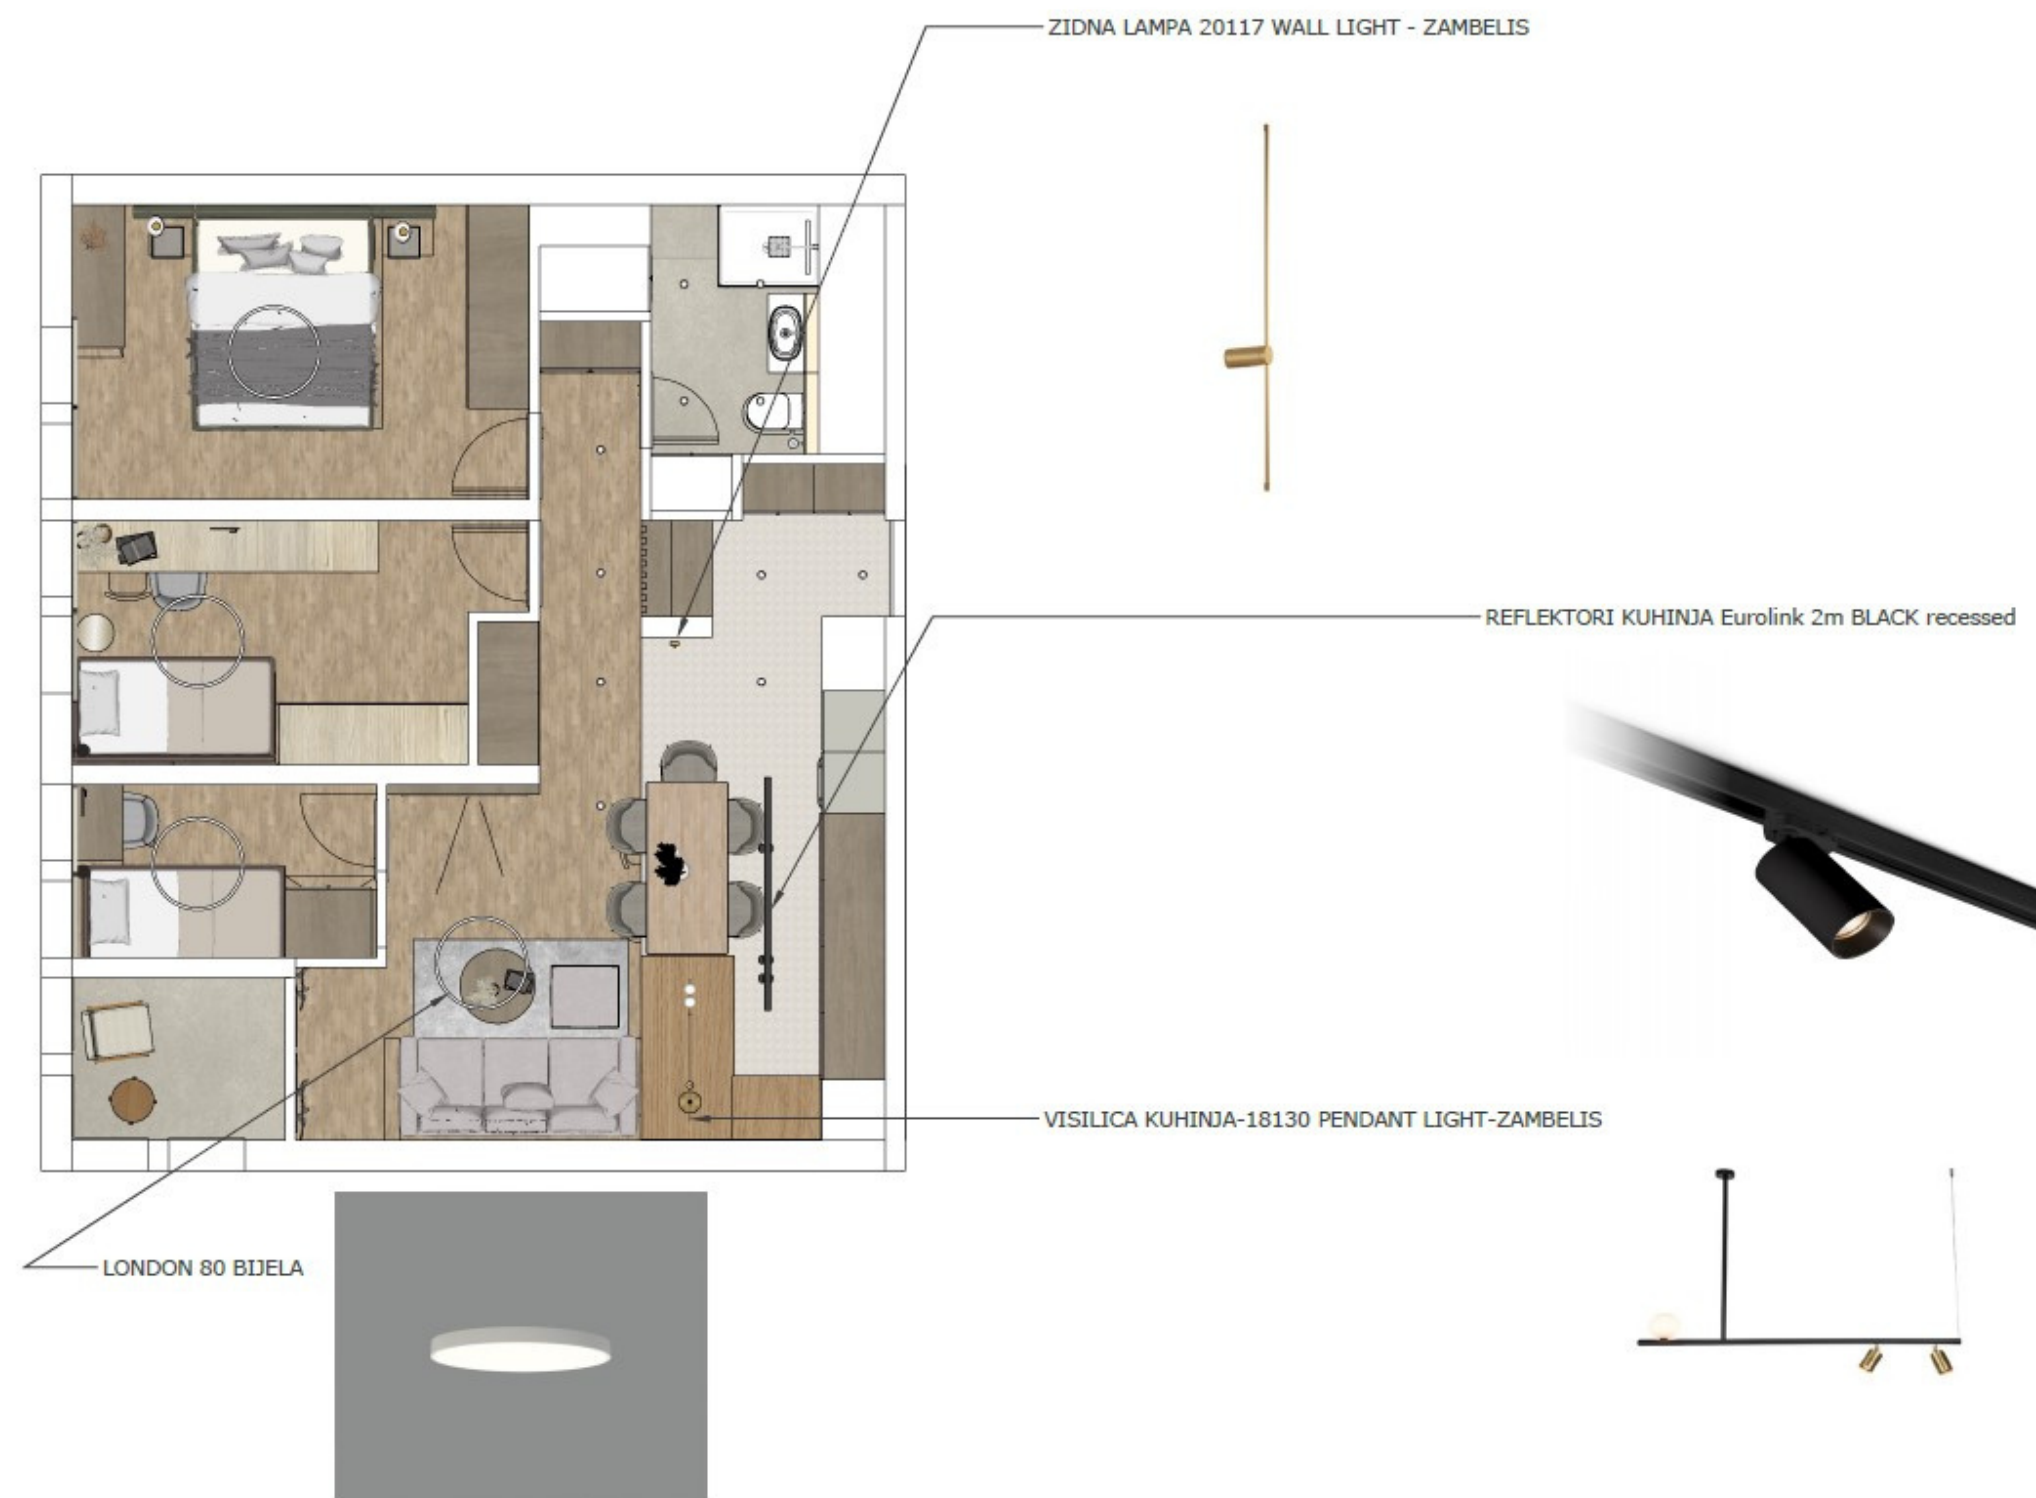 ZIDNA LAMPA 20117 WALL LIGHT - ZAMBELIS
REFLEKTORI KUHINJA Eurolink 2m BLACK recessed
VISILICA KUHINJA-18130 PENDANT LIGHT-ZAMBELIS
LONDON 80 BIJELA